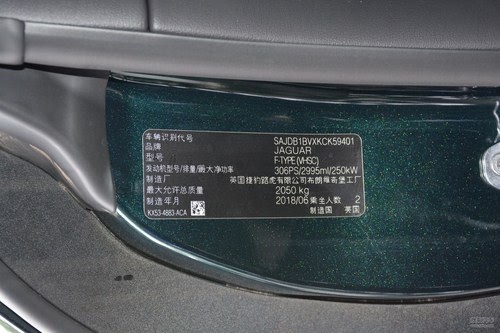 车辆识别代号 SAJDB1BVXKCK59401
品牌 JAGUAR
型号 F-TYPE(VHSC)
发动机型号/排量/最大净功率 306PS/2995ml/250kW
制造厂 英国捷豹路虎有限公司布朗维奇堡工厂
最大允许总质量 2050 kg
制造年月 2018/06 乘坐人数 2
KX53-4883-ACA 制造国 英国